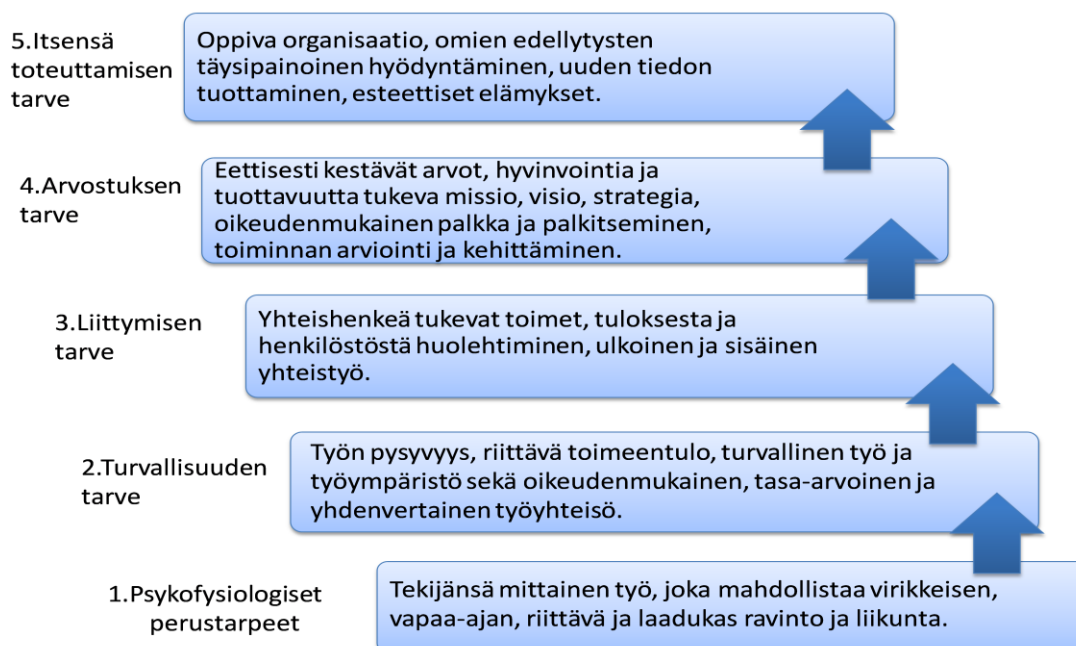 5.Itsensä
toteuttamisen
tarve
Oppiva organisaatio, omien edellytysten
täysipainoinen hyödyntäminen, uuden tiedon
tuottaminen, esteettiset elämykset.
4.Arvostuksen
tarve
Eettisesti kestävät arvot, hyvinvointia ja
tuottavuutta tukeva missio, visio, strategia,
oikeudenmukainen palkka ja palkitseminen,
toiminnan arviointi ja kehittäminen.
3.Liittymisen
tarve
Yhteishenkeä tukevat toimet, tuloksesta ja
henkilöstöstä huolehtiminen, ulkoinen ja sisäinen
yhteistyö.
2.Turvallisuuden
tarve
Työn pysyvyys, riittävä toimeentulo, turvallinen työ ja
työympäristö sekä oikeudenmukainen, tasa-arvoinen ja
yhdenvertainen työyhteisö.
1.Psykofysiologiset
perustarpeet
Tekijänsä mittainen työ, joka mahdollistaa virikkeisen,
vapaa-ajan, riittävä ja laadukas ravinto ja liikunta.